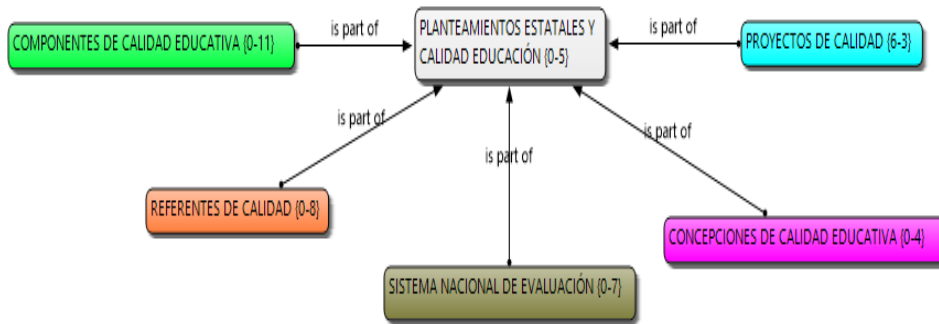 COMPONENTES DE CALIDAD EDUCATIVA {0-11}
is part of
PLANTEAMIENTOS ESTATALES Y
CALIDAD EDUCACIÓN {0-5}
is part of
PROYECTOS DE CALIDAD {6-3}
is part of
is part of
is part of
REFERENTES DE CALIDAD {0-8}
CONCEPCIONES DE CALIDAD EDUCATIVA {0-4}
SISTEMA NACIONAL DE EVALUACIÓN {0-7}